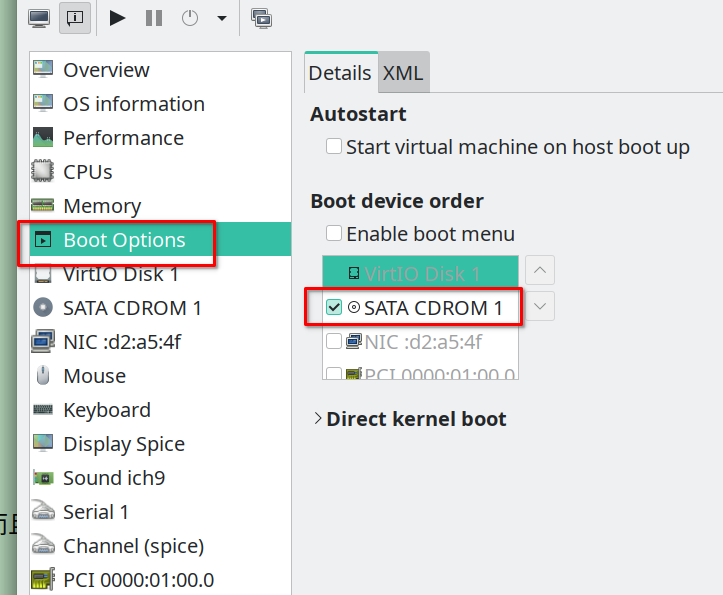 Overview
OS information
Performance
CPUs
Memory
Boot Options
VirtIO Disk 1
SATA CDROM 1
NIC :d2:a5:4f
Mouse
Keyboard
Display Spice
Sound ich9
Serial 1
Channel (spice)
PCI 0000:01:00.0
Details
XML
Autostart
Start virtual machine on host boot up
Boot device order
Enable boot menu
VirtIO Disk 1
SATA CDROM 1
NIC :d2:a5:4f
PCI 0000:01:00.0
Direct kernel boot